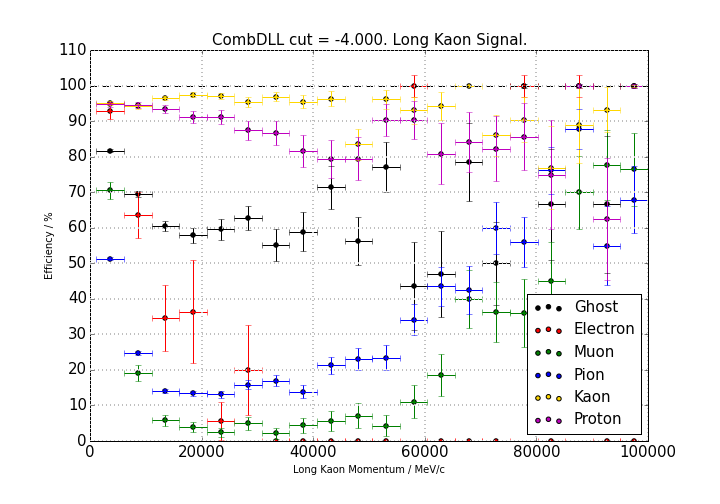 CombDLL cut = -4.000. Long Kaon Signal.
110
100
90
80
70
60
50
40
30
20
10
0
Efficiency / %
Ghost
Electron
Muon
Pion
Kaon
Proton
0 20000 40000 60000 80000 100000
Long Kaon Momentum / MeV/c